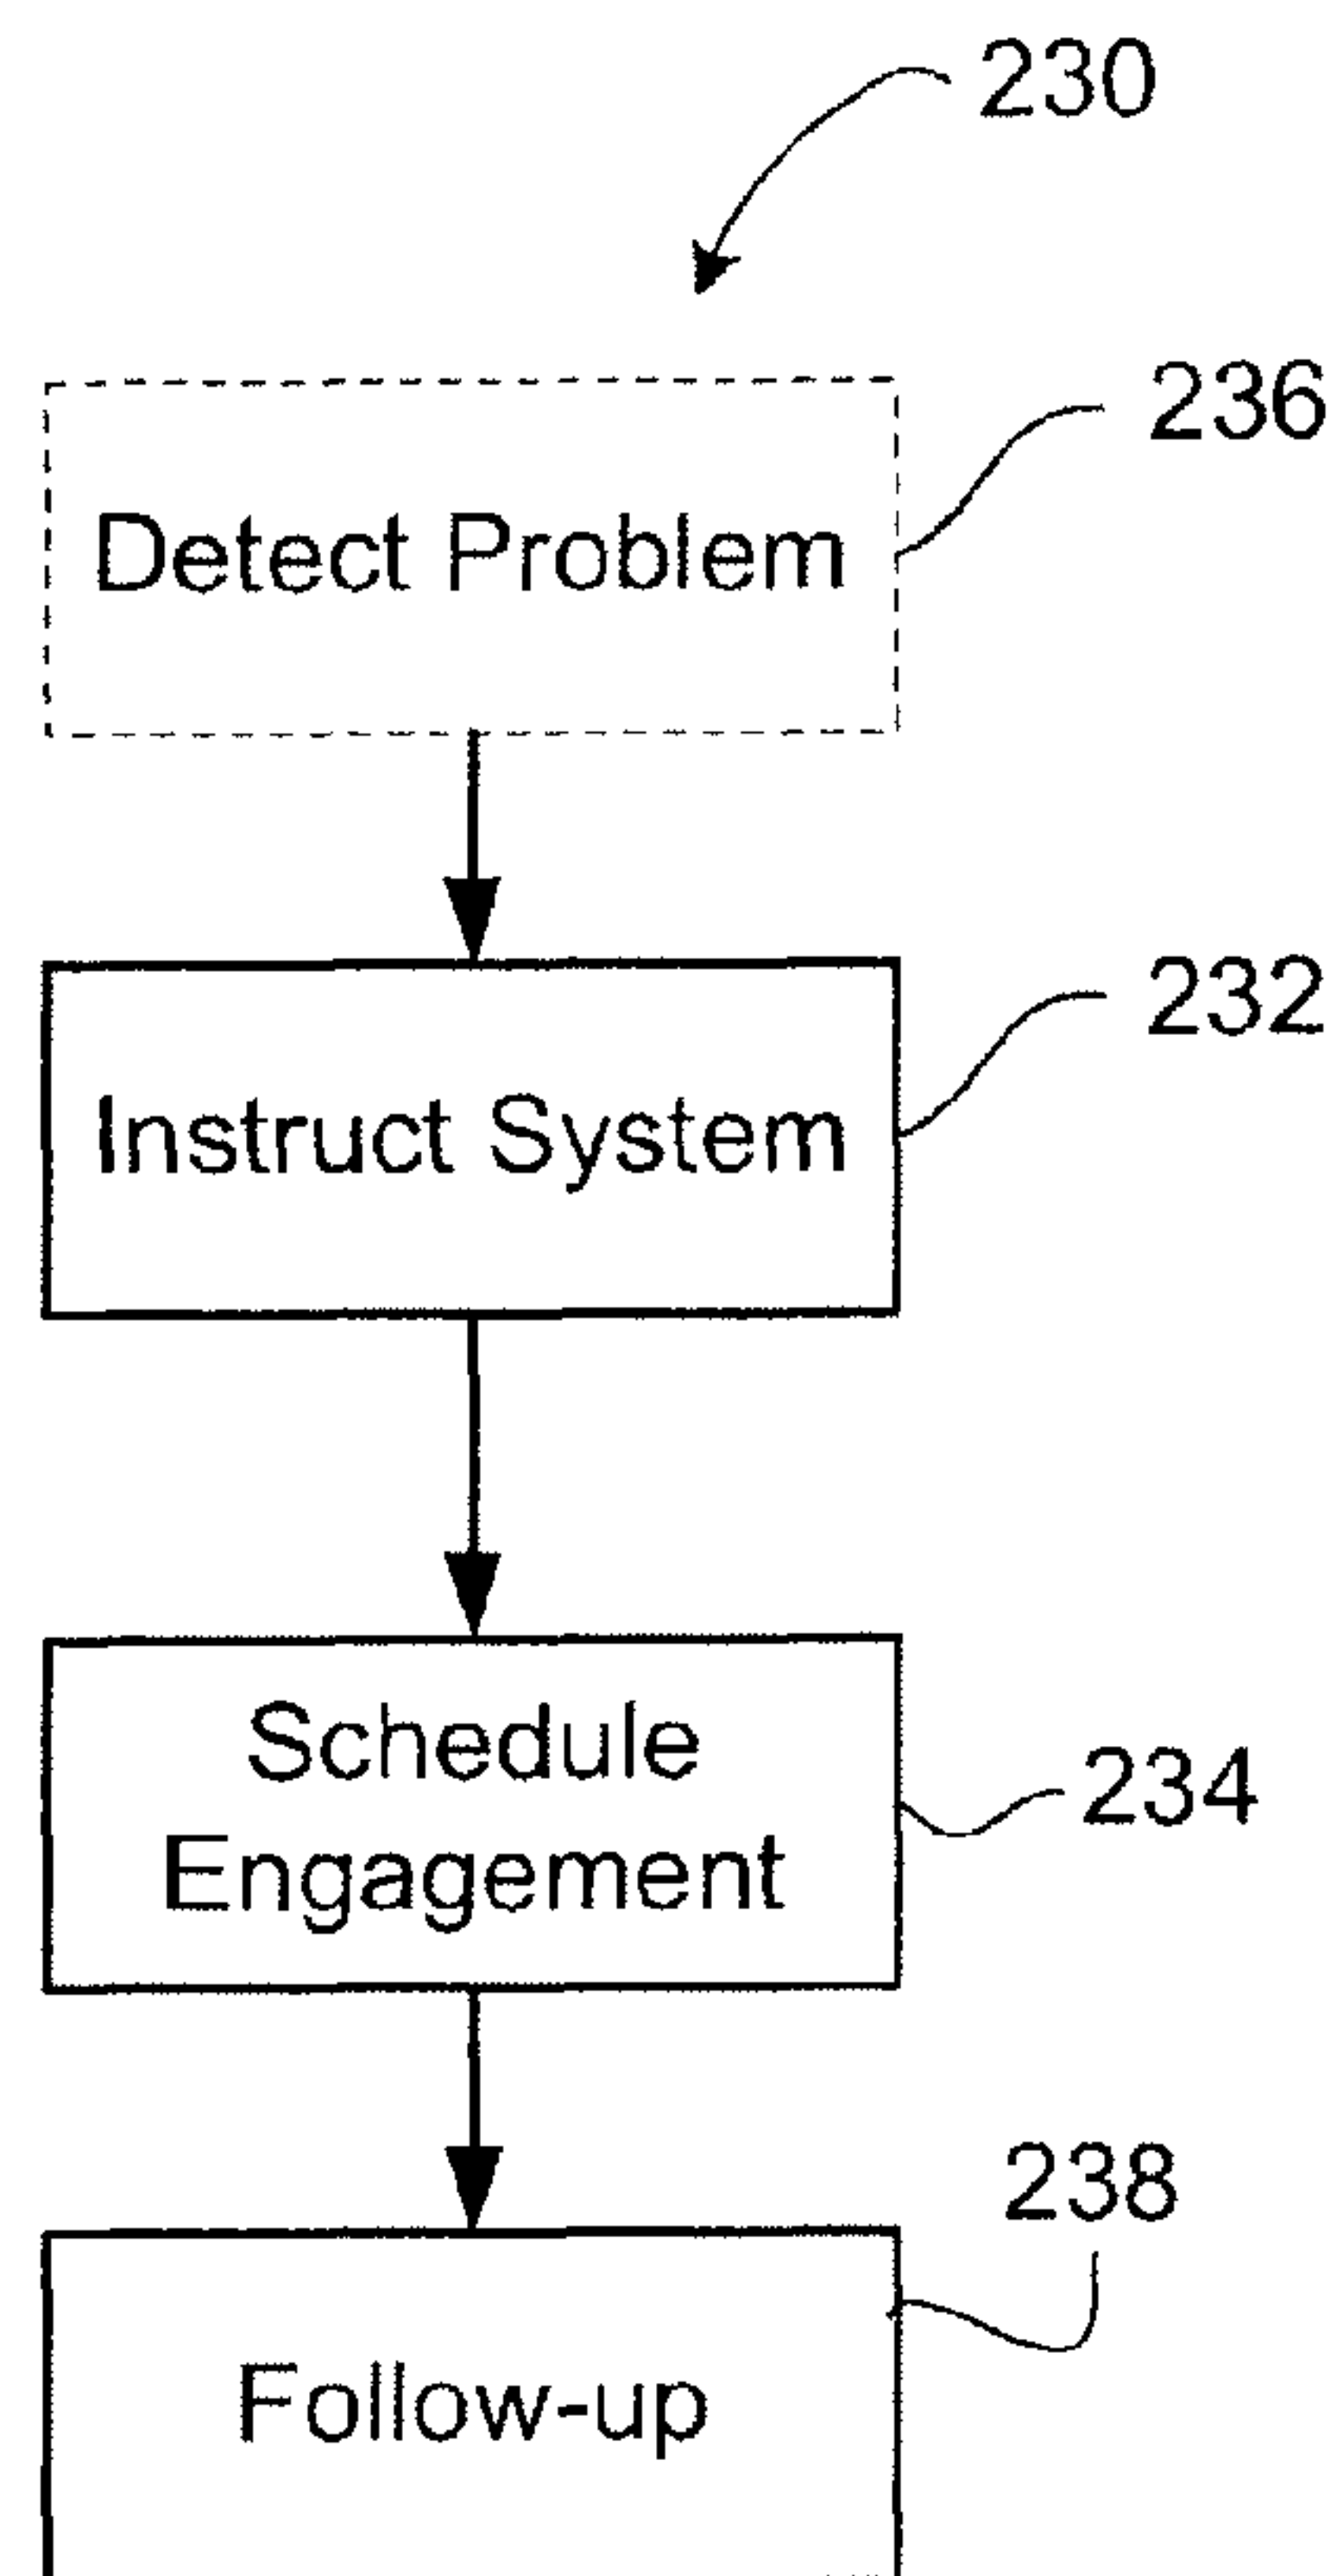 230
236
Detect Problem
232
Instruct System
Schedule
234
Engagement
238
Follow-up